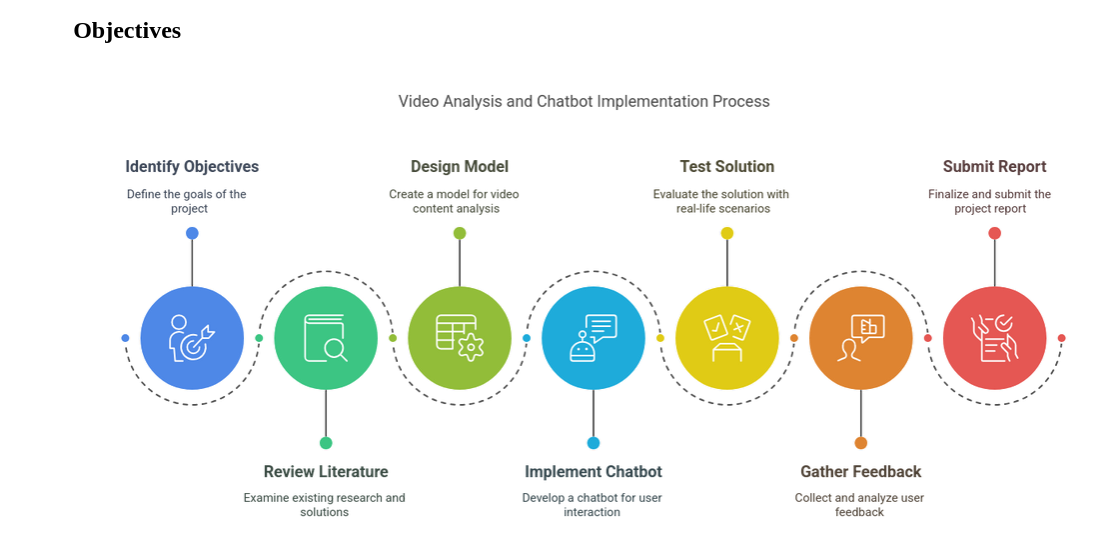 Objectives
Video Analysis and Chatbot Implementation Process
Identify Objectives
Define the goals of the
project
Review Literature
Examine existing research and
solutions
Design Model
Create a model for video
content analysis
Implement Chatbot
Develop a chatbot for user
interaction
Test Solution
Evaluate the solution with
real-life scenarios
Gather Feedback
Collect and analyze user
feedback
Submit Report
Finalize and submit the
project report